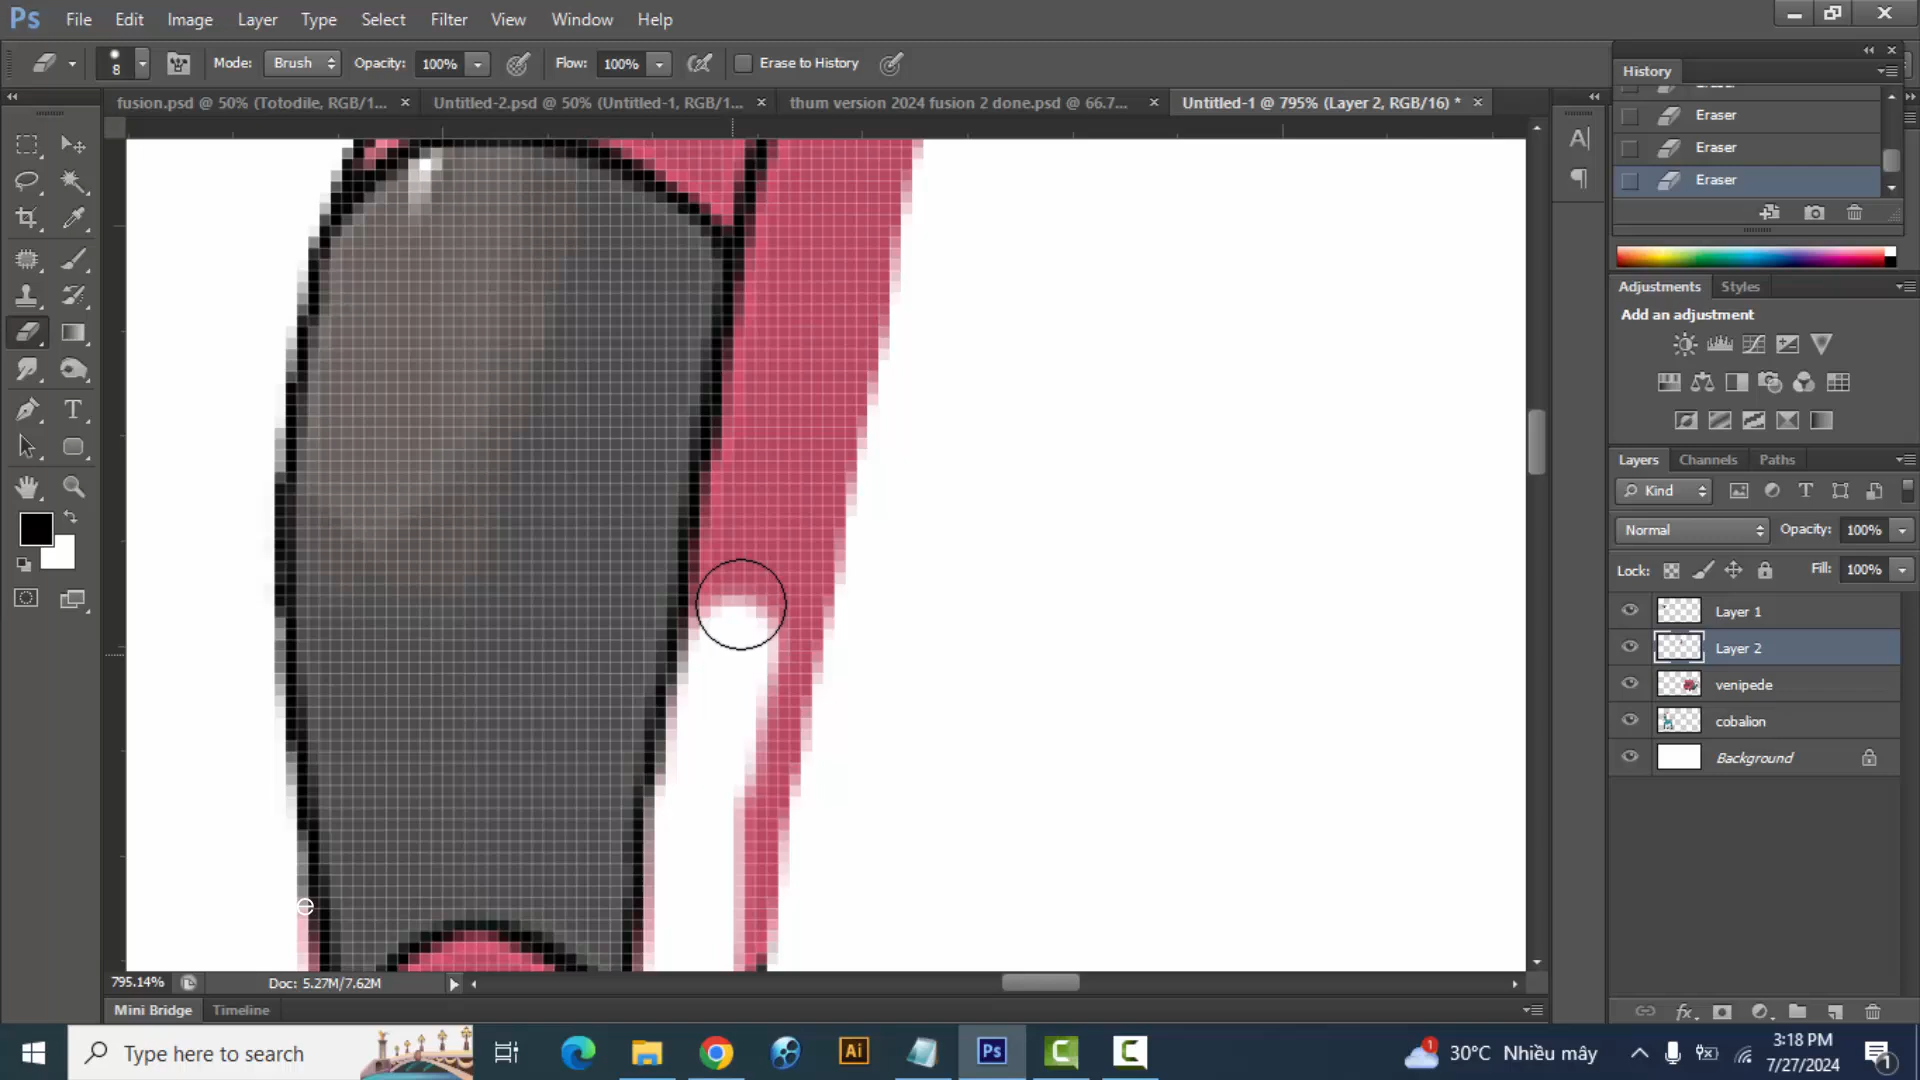 Ps File Edit Image Layer Type Select Filter View Window Help
8 Mode: Brush Opacity: 100% Flow: 100% Erase to History
fusion.psd @ 50% (Totodile, RGB/1... × Untitled-2.psd @ 50% (Untitled-1, RGB/1... × thum version 2024 fusion 2 done.psd @ 66.7... × Untitled-1 @ 795% (Layer 2, RGB/16) * ×
History
Eraser
Eraser
Eraser
Adjustments Styles
Add an adjustment
Layers Channels Paths
Kind
Normal Opacity: 100%
Lock: Fill: 100%
Layer 1
Layer 2
venipede
cobalion
Background
e
795.14% Doc: 5.27M/7.62M
Mini Bridge Timeline
Type here to search
Ai Ps
1 30°C Nhiều mây
3:18 PM
7/27/2024
1